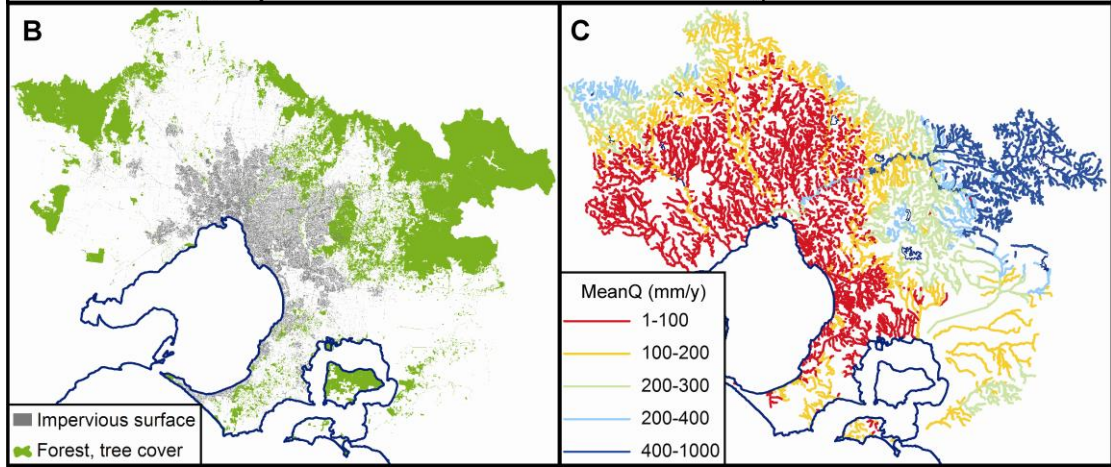 B
Impervious surface
Forest, tree cover
C
MeanQ (mm/y)
1-100
100-200
200-300
200-400
400-1000